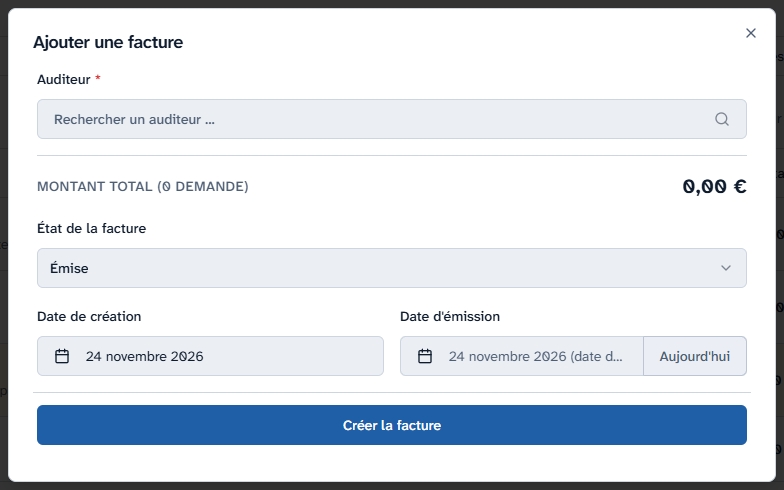 Ajouter une facture
Auditeur *
Rechercher un auditeur ...
MONTANT TOTAL (0 DEMANDE)
0,00 €
État de la facture
Émise
Date de création
Date d'émission
24 novembre 2026
24 novembre 2026 (date d...
Aujourd'hui
Créer la facture